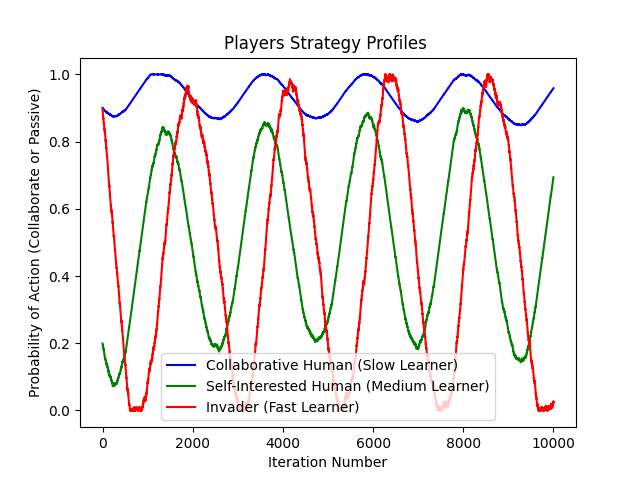 Players Strategy Profiles
Probability of Action (Collaborate or Passive)
1.0
0.8
0.6
0.4
0.2
0.0
Collaborative Human (Slow Learner)
Self-Interested Human (Medium Learner)
Invader (Fast Learner)
0 2000 4000 6000 8000 10000
Iteration Number